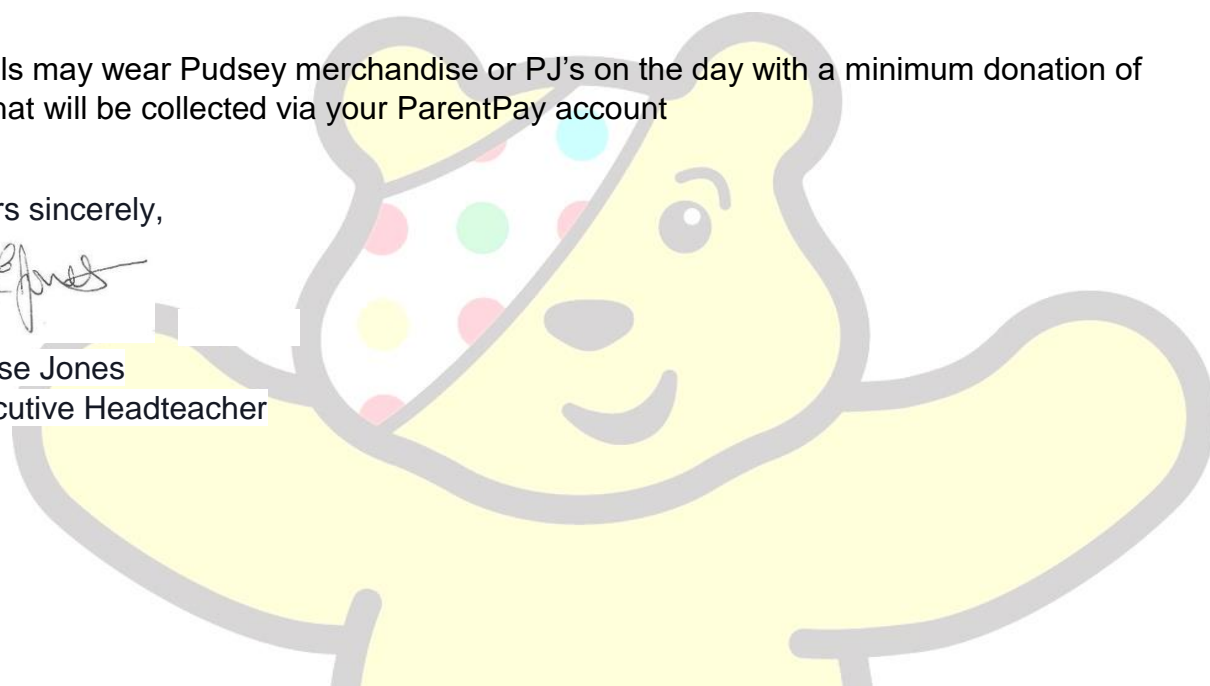 ls may wear Pudsey merchandise or PJ's on the day with a minimum donation of
hat will be collected via your ParentPay account
rs sincerely,
Jones
se Jones
cutive Headteacher